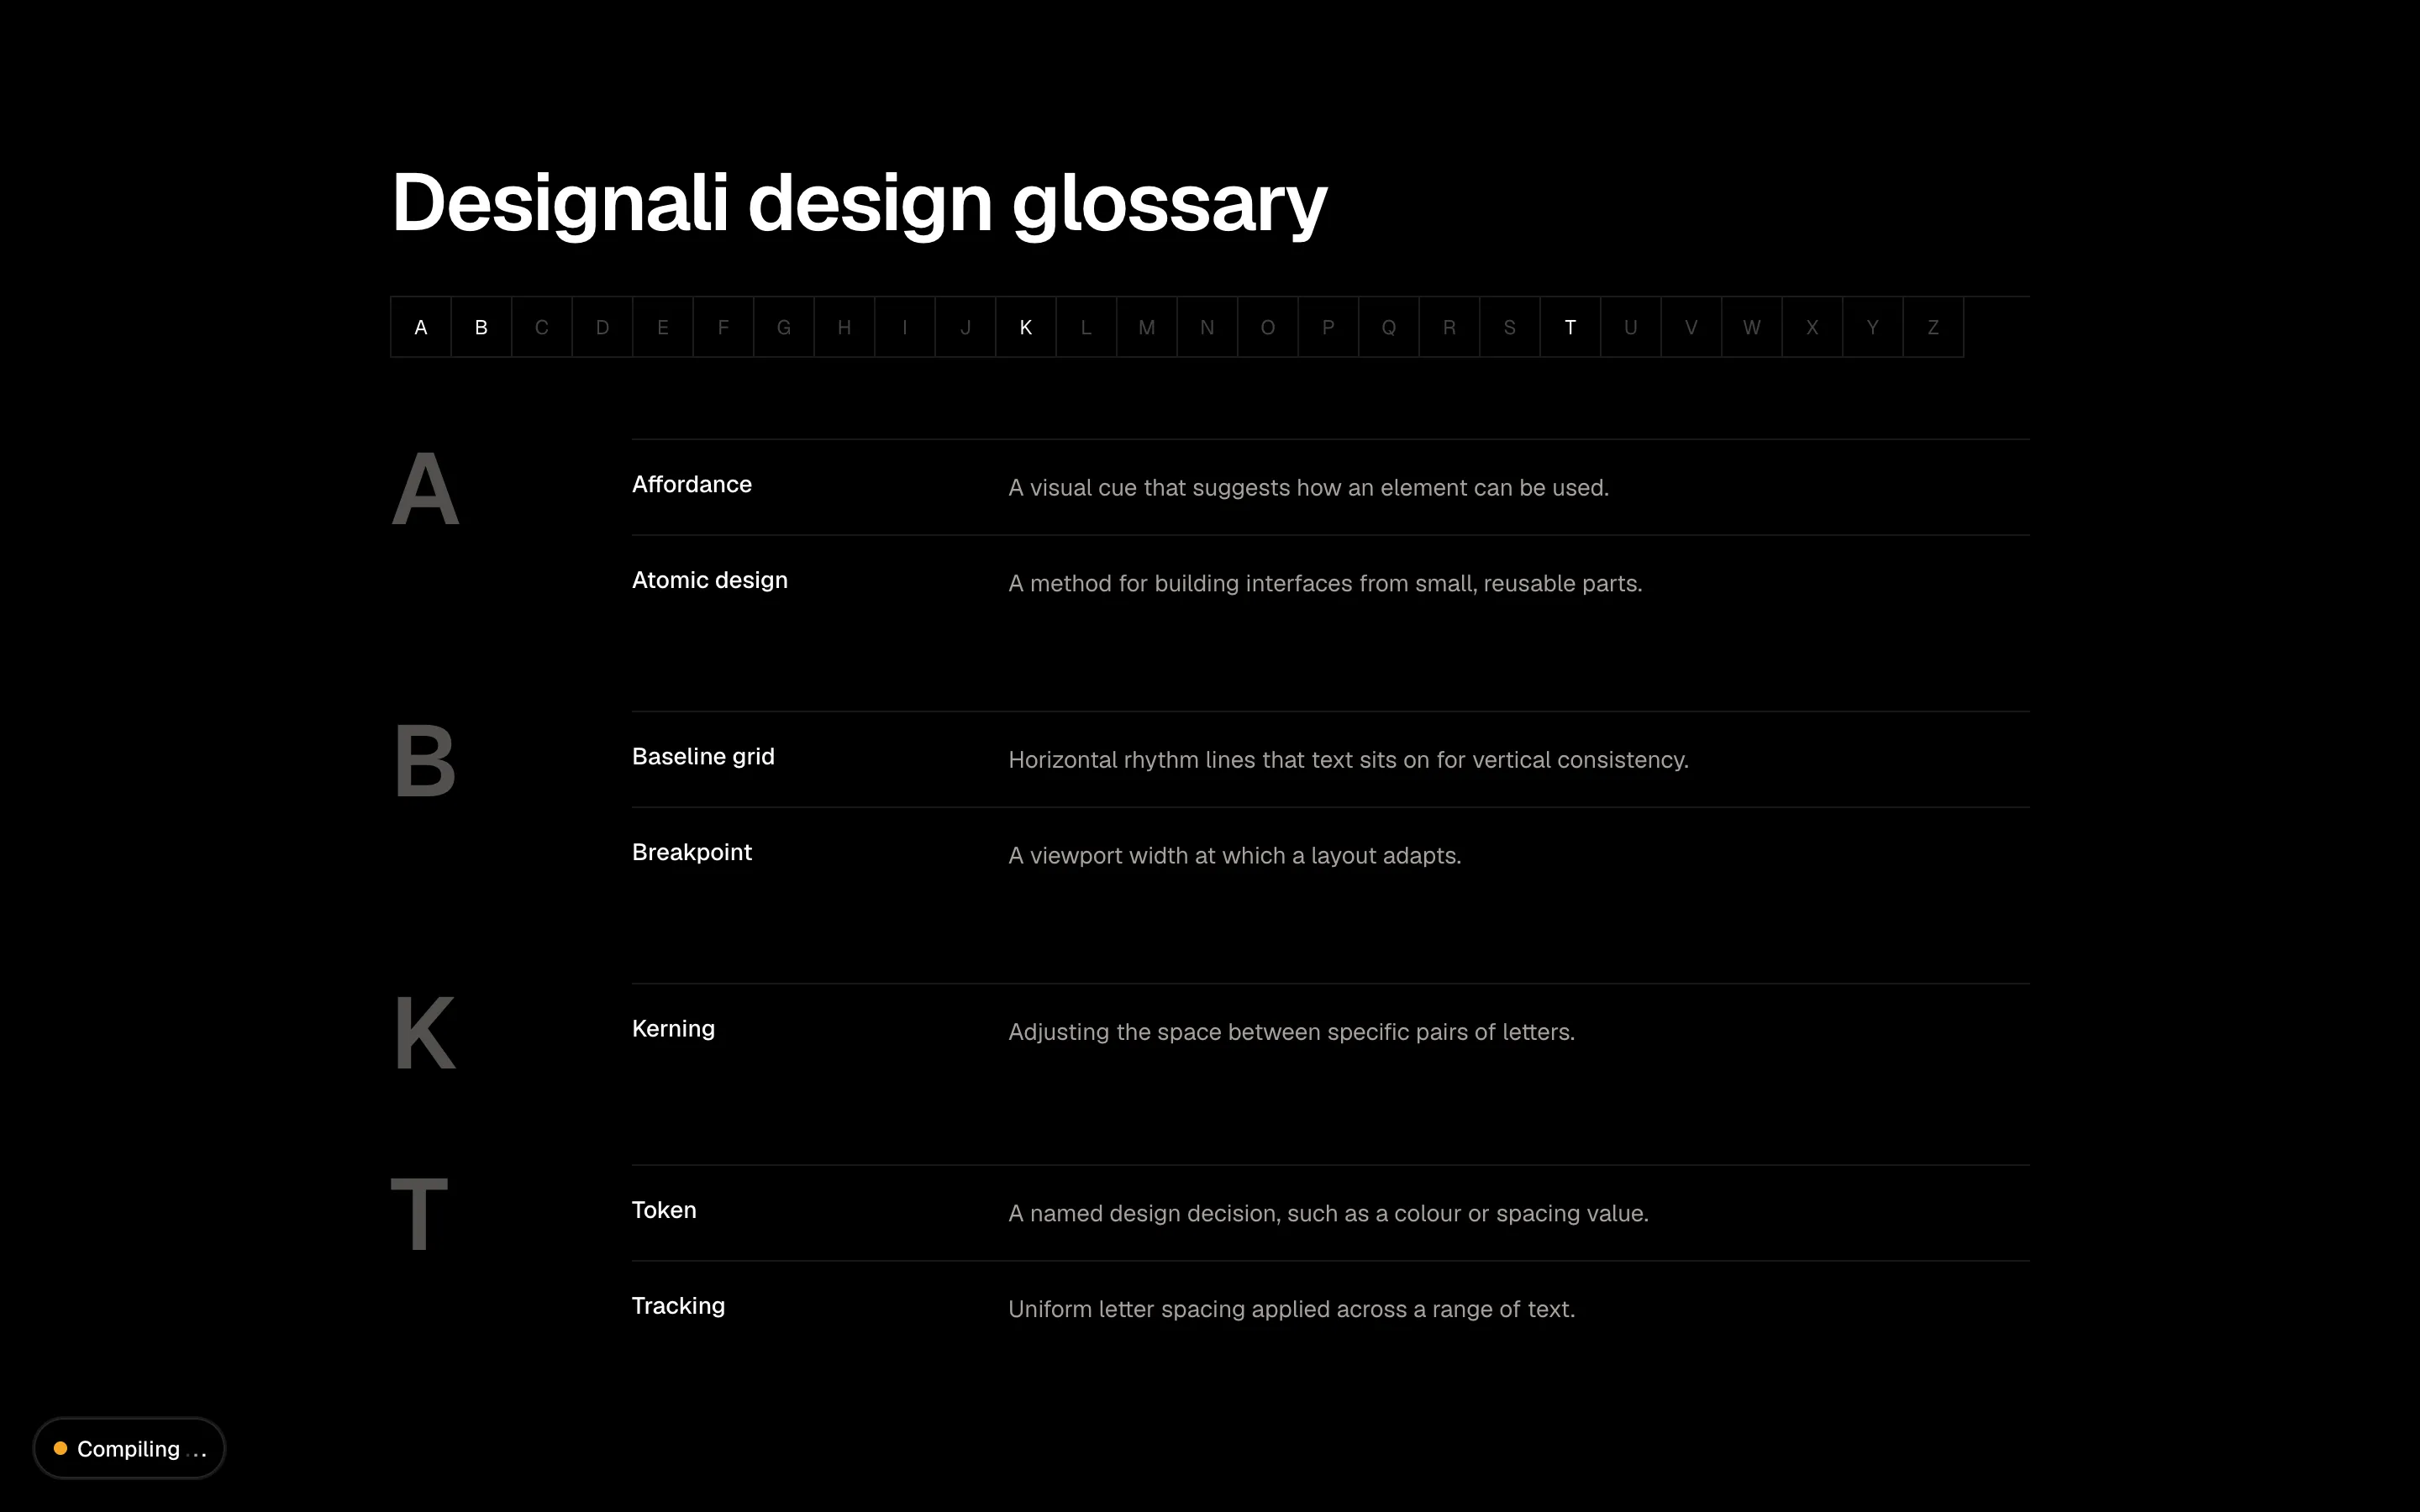 Designali design glossary
A B C D E F G H I J K L M N O P Q R S T U V W X Y Z
A
Affordance A visual cue that suggests how an element can be used.
Atomic design A method for building interfaces from small, reusable parts.
B
Baseline grid Horizontal rhythm lines that text sits on for vertical consistency.
Breakpoint A viewport width at which a layout adapts.
K
Kerning Adjusting the space between specific pairs of letters.
T
Token A named design decision, such as a colour or spacing value.
Tracking Uniform letter spacing applied across a range of text.
Compiling ...